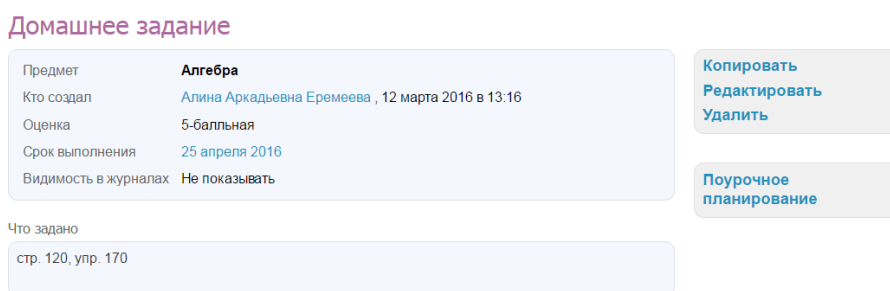 Домашнее задание
Предмет Алгебра
Кто создал Алина Аркадьевна Еремеева , 12 марта 2016 в 13:16
Оценка 5-балльная
Срок выполнения 25 апреля 2016
Видимость в журналах Не показывать
Что задано
стр. 120, упр. 170
Копировать
Редактировать
Удалить
Поурочное
планирование